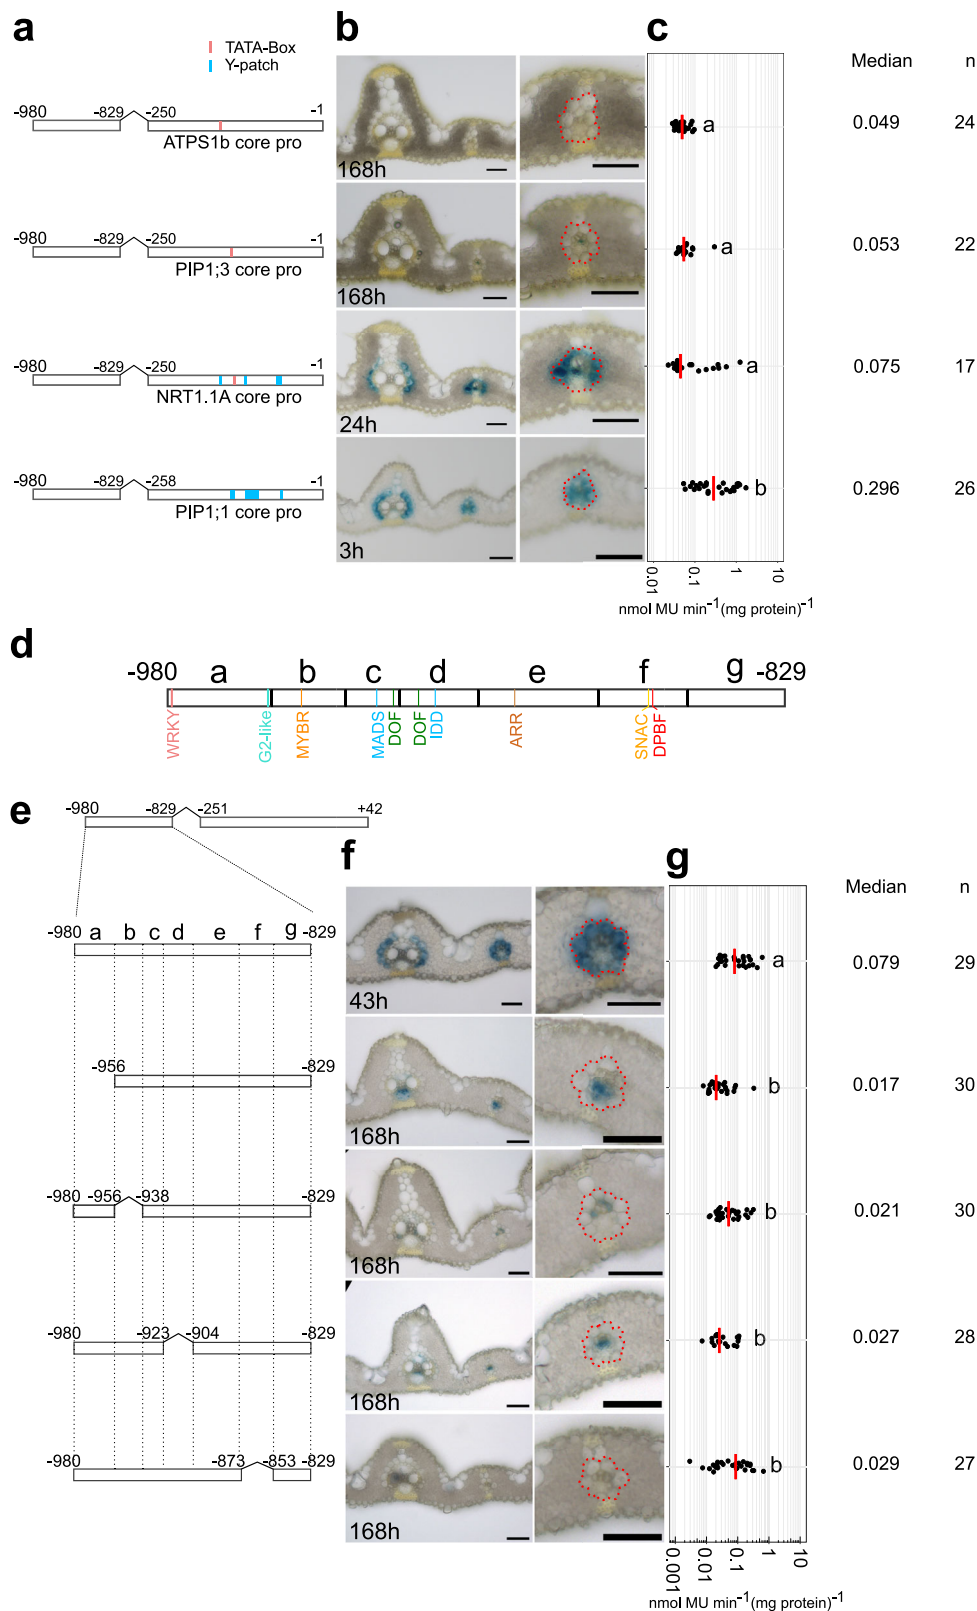 a
TATA-Box
Y-patch
-980 -829 -250 -1
ATPS1b core pro
-980 -829 -250 -1
PIP1;3 core pro
-980 -829 -250 -1
NRT1.1A core pro
-980 -829 -258 -1
PIP1;1 core pro
b
168h
168h
24h
3h
c
Median n
a 0.049 24
a 0.053 22
a 0.075 17
b 0.296 26
0.01 0.1 1 10
nmol MU min⁻¹(mg protein)⁻¹
d
-980 a b c d e f g -829
WRKY
G2-like
MYBR
MADS
DOF
DOF
IDD
ARR
SNAC
DPBF
e
-980 -829 -251 +42
-980 a b c d e f g -829
-956 -829
-980 -956 -938 -829
-980 -923 -904 -829
-980 -873 -853 -829
f
43h
168h
168h
168h
168h
g
Median n
a 0.079 29
b 0.017 30
b 0.021 30
b 0.027 28
b 0.029 27
0.001 0.01 0.1 1 10
nmol MU min⁻¹(mg protein)⁻¹